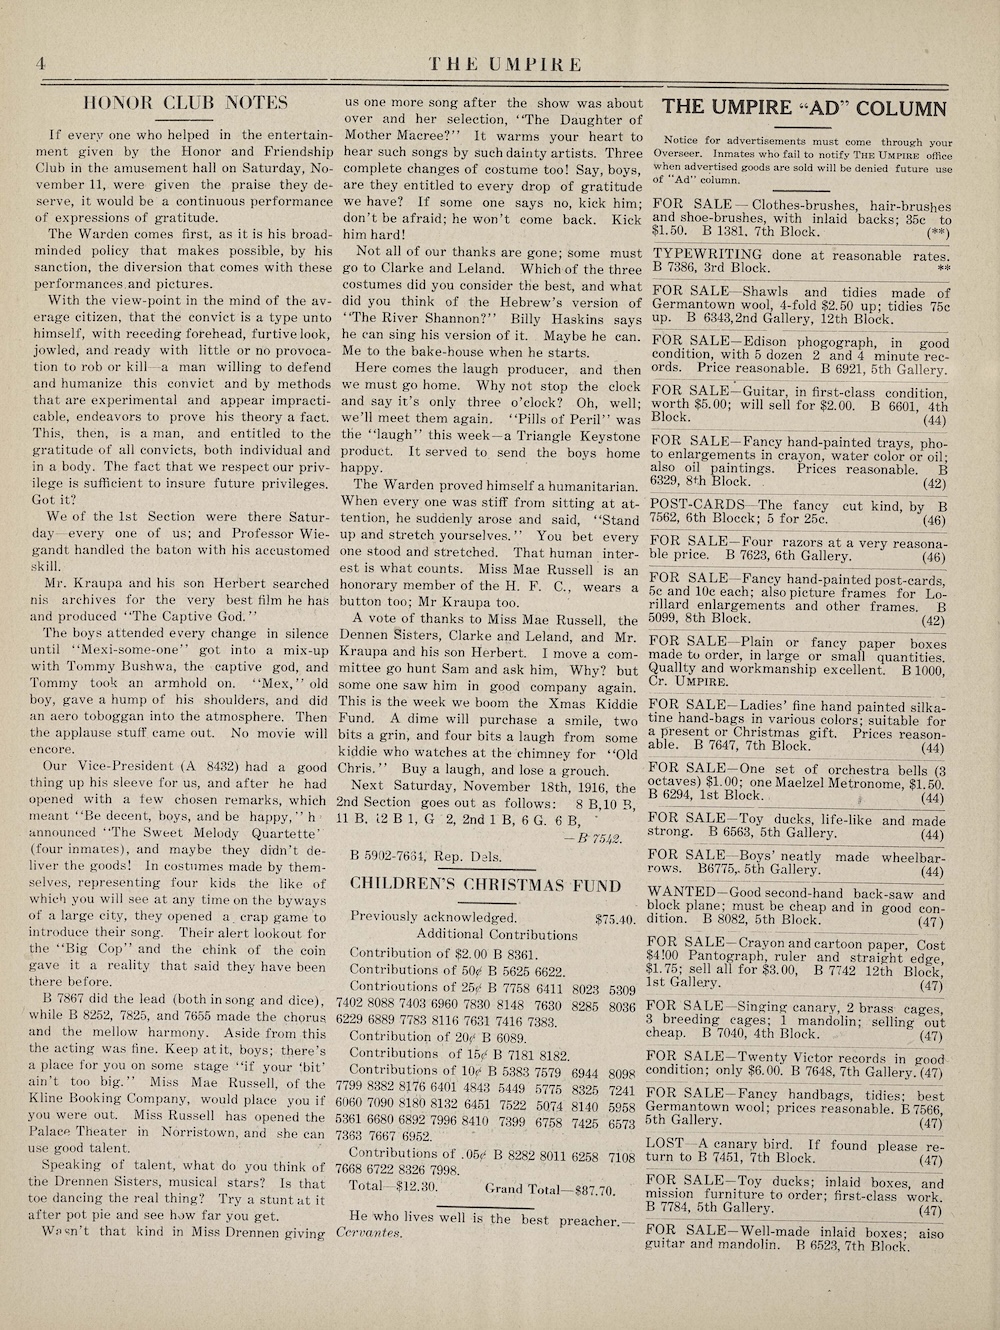 4
THE UMPIRE
HONOR CLUB NOTES
If every one who helped in the entertain-
ment given by the Honor and Friendship
Club in the amusement hall on Saturday, No-
vember 11, were given the praise they de-
serve, it would be a continuous performance
of expressions of gratitude.
The Warden comes first, as it is his broad-
minded policy that makes possible, by his
sanction, the diversion that comes with these
performances and pictures.
With the view-point in the mind of the av-
erage citizen, that the convict is a type unto
himself, with receding forehead, furtive look,
jowled, and ready with little or no provoca-
tion to rob or kill—a man willing to defend
and humanize this convict and by methods
that are experimental and appear impracti-
cable, endeavors to prove his theory a fact.
This, then, is a man, and entitled to the
gratitude of all convicts, both individual and
in a body. The fact that we respect our priv-
ilege is sufficient to insure future privileges.
Got it?
We of the 1st Section were there Satur-
day—every one of us; and Professor Wie-
gandt handled the baton with his accustomed
skill.
Mr. Kraupa and his son Herbert searched
his archives for the very best film he has
and produced "The Captive God."
The boys attended every change in silence
until "Mexi-some-one" got into a mix-up
with Tommy Bushwa, the captive god, and
Tommy took an armhold on. "Mex," old
boy, gave a hump of his shoulders, and did
an aero toboggan into the atmosphere. Then
the applause stuff came out. No movie will
encore.
Our Vice-President (A 8432) had a good
thing up his sleeve for us, and after he had
opened with a few chosen remarks, which
meant "Be decent, boys, and be happy," h
announced "The Sweet Melody Quartette'
(four inmates), and maybe they didn't de-
liver the goods! In costumes made by them-
selves, representing four kids the like of
which you will see at any time on the byways
of a large city, they opened a crap game to
introduce their song. Their alert lookout for
the "Big Cop" and the chink of the coin
gave it a reality that said they have been
there before.
B 7867 did the lead (both in song and dice),
while B 8252, 7825, and 7655 made the chorus
and the mellow harmony. Aside from this
the acting was fine. Keep at it, boys; there's
a place for you on some stage "if your 'bit'
ain't too big." Miss Mae Russell, of the
Kline Booking Company, would place you if
you were out. Miss Russell has opened the
Palace Theater in Norristown, and she can
use good talent.
Speaking of talent, what do you think of
the Drennen Sisters, musical stars? Is that
toe dancing the real thing? Try a stunt at it
after pot pie and see how far you get.
Wasn't that kind in Miss Drennen giving
us one more song after the show was about
over and her selection, "The Daughter of
Mother Macree?" It warms your heart to
hear such songs by such dainty artists. Three
complete changes of costume too! Say, boys,
are they entitled to every drop of gratitude
we have? If some one says no, kick him;
don't be afraid; he won't come back. Kick
him hard!
Not all of our thanks are gone; some must
go to Clarke and Leland. Which of the three
costumes did you consider the best, and what
did you think of the Hebrew's version of
"The River Shannon?" Billy Haskins says
he can sing his version of it. Maybe he can.
Me to the bake-house when he starts.
Here comes the laugh producer, and then
we must go home. Why not stop the clock
and say it's only three o'clock? Oh, well;
we'll meet them again. "Pills of Peril" was
the "laugh" this week—a Triangle Keystone
product. It served to send the boys home
happy.
The Warden proved himself a humanitarian.
When every one was stiff from sitting at at-
tention, he suddenly arose and said, "Stand
up and stretch yourselves." You bet every
one stood and stretched. That human inter-
est is what counts. Miss Mae Russell is an
honorary member of the H. F. C., wears a
button too; Mr Kraupa too.
A vote of thanks to Miss Mae Russell, the
Dennen Sisters, Clarke and Leland, and Mr.
Kraupa and his son Herbert. I move a com-
mittee go hunt Sam and ask him, Why? but
some one saw him in good company again.
This is the week we boom the Xmas Kiddie
Fund. A dime will purchase a smile, two
bits a grin, and four bits a laugh from some
kiddie who watches at the chimney for "Old
Chris." Buy a laugh, and lose a grouch.
Next Saturday, November 18th, 1916, the
2nd Section goes out as follows: 8 B, 10 B,
11 B, 12 B 1, G 2, 2nd 1 B, 6 G. 6 B,
—B 7542.
B 5902-7634, Rep. Dels.
CHILDREN'S CHRISTMAS FUND
Previously acknowledged. $75.40.
Additional Contributions
Contribution of $2.00 B 8361.
Contributions of 50¢ B 5625 6622.
Contrioutions of 25¢ B 7758 6411 8023 5309
7402 8088 7403 6960 7830 8148 7630 8285 8036
6229 6889 7783 8116 7631 7416 7383.
Contribution of 20¢ B 6089.
Contributions of 15¢ B 7181 8182.
Contributions of 10¢ B 5383 7579 6944 8098
7799 8382 8176 6401 4843 5449 5775 8325 7241
6060 7090 8180 8132 6451 7522 5074 8140 5958
5361 6680 6892 7996 8410 7399 6758 7425 6573
7363 7667 6952.
Contributions of .05¢ B 8282 8011 6258 7108
7668 6722 8326 7998.
Total—$12.30. Grand Total—$87.70.
He who lives well is the best preacher.—
Cervantes.
THE UMPIRE "AD" COLUMN
Notice for advertisements must come through your
Overseer. Inmates who fail to notify THE UMPIRE office
when advertised goods are sold will be denied future use
of "Ad" column.
FOR SALE—Clothes-brushes, hair-brushes
and shoe-brushes, with inlaid backs; 35c to
$1.50. B 1381, 7th Block. (**)
TYPEWRITING done at reasonable rates.
B 7386, 3rd Block. **
FOR SALE—Shawls and tidies made of
Germantown wool, 4-fold $2.50 up; tidies 75c
up. B 6343, 2nd Gallery, 12th Block.
FOR SALE—Edison phogograph, in good
condition, with 5 dozen 2 and 4 minute rec-
ords. Price reasonable. B 6921, 5th Gallery.
FOR SALE—Guitar, in first-class condition,
worth $5.00; will sell for $2.00. B 6601, 4th
Block. (44)
FOR SALE—Fancy hand-painted trays, pho-
to enlargements in crayon, water color or oil;
also oil paintings. Prices reasonable. B
6329, 8th Block. (42)
POST-CARDS—The fancy cut kind, by B
7562, 6th Blocck; 5 for 25c. (46)
FOR SALE—Four razors at a very reasona-
ble price. B 7623, 6th Gallery. (46)
FOR SALE—Fancy hand-painted post-cards,
5c and 10c each; also picture frames for Lo-
rillard enlargements and other frames. B
5099, 8th Block. (42)
FOR SALE—Plain or fancy paper boxes
made to order, in large or small quantities.
Quallty and workmanship excellent. B 1000,
Cr. UMPIRE.
FOR SALE—Ladies' fine hand painted silka-
tine hand-bags in various colors; suitable for
a present or Christmas gift. Prices reason-
able. B 7647, 7th Block. (44)
FOR SALE—One set of orchestra bells (3
octaves) $1.00; one Maelzel Metronome, $1.50.
B 6294, 1st Block. (44)
FOR SALE—Toy ducks, life-like and made
strong. B 6563, 5th Gallery. (44)
FOR SALE—Boys' neatly made wheelbar-
rows. B6775,. 5th Gallery. (44)
WANTED—Good second-hand back-saw and
block plane; must be cheap and in good con-
dition. B 8082, 5th Block. (47)
FOR SALE—Crayon and cartoon paper, Cost
$4!00 Pantograph, ruler and straight edge,
$1.75; sell all for $3.00, B 7742 12th Block,
1st Gallery. (47)
FOR SALE—Singing canary, 2 brass cages,
3 breeding cages; 1 mandolin; selling out
cheap. B 7040, 4th Block. (47)
FOR SALE—Twenty Victor records in good
condition; only $6.00. B 7648, 7th Gallery. (47)
FOR SALE—Fancy handbags, tidies; best
Germantown wool; prices reasonable. B 7566,
5th Gallery. (47)
LOST—A canary bird. If found please re-
turn to B 7451, 7th Block. (47)
FOR SALE—Toy ducks; inlaid boxes, and
mission furniture to order; first-class work.
B 7784, 5th Gallery. (47)
FOR SALE—Well-made inlaid boxes; aiso
guitar and mandolin. B 6523, 7th Block.